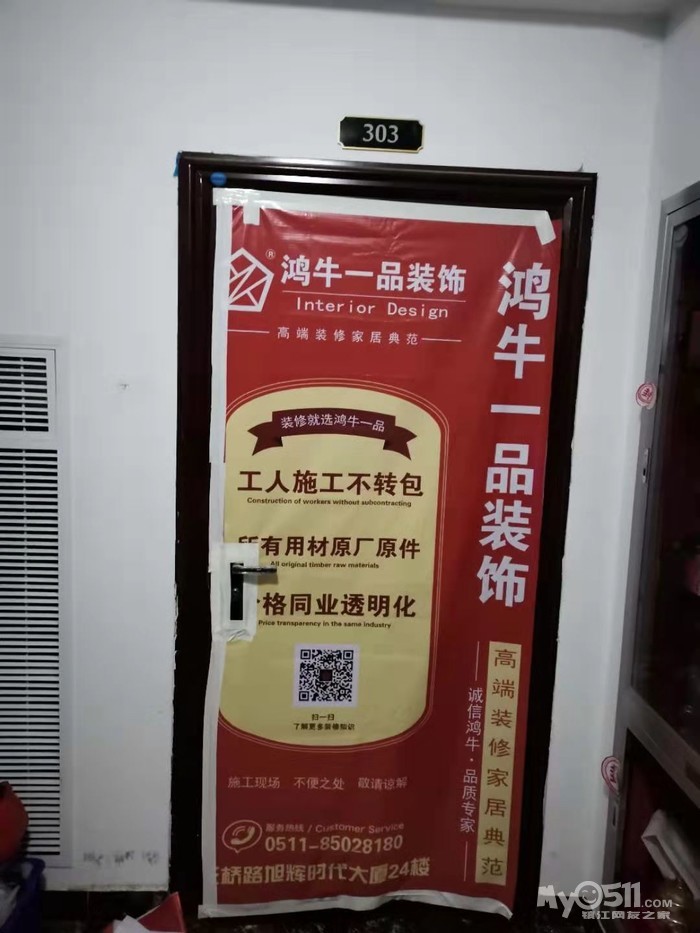 303
鸿牛一品装饰
®
Interior Design
高端装修家居典范
鸿牛一品装饰
装修就选鸿牛一品
工人施工不转包
Construction of workers without subcontracting
所有用材原厂原件
All original timber raw materials
格同业透明化
Price transparency in the same industry
扫一扫
了解更多装修知识
高端装修家居典范
诚信鸿牛·品质专家
施工现场 不便之处 敬请谅解
服务热线 / Customer Service
0511-85028180
桥路旭辉时代大厦24楼
My0511.COM
镇江网友之家